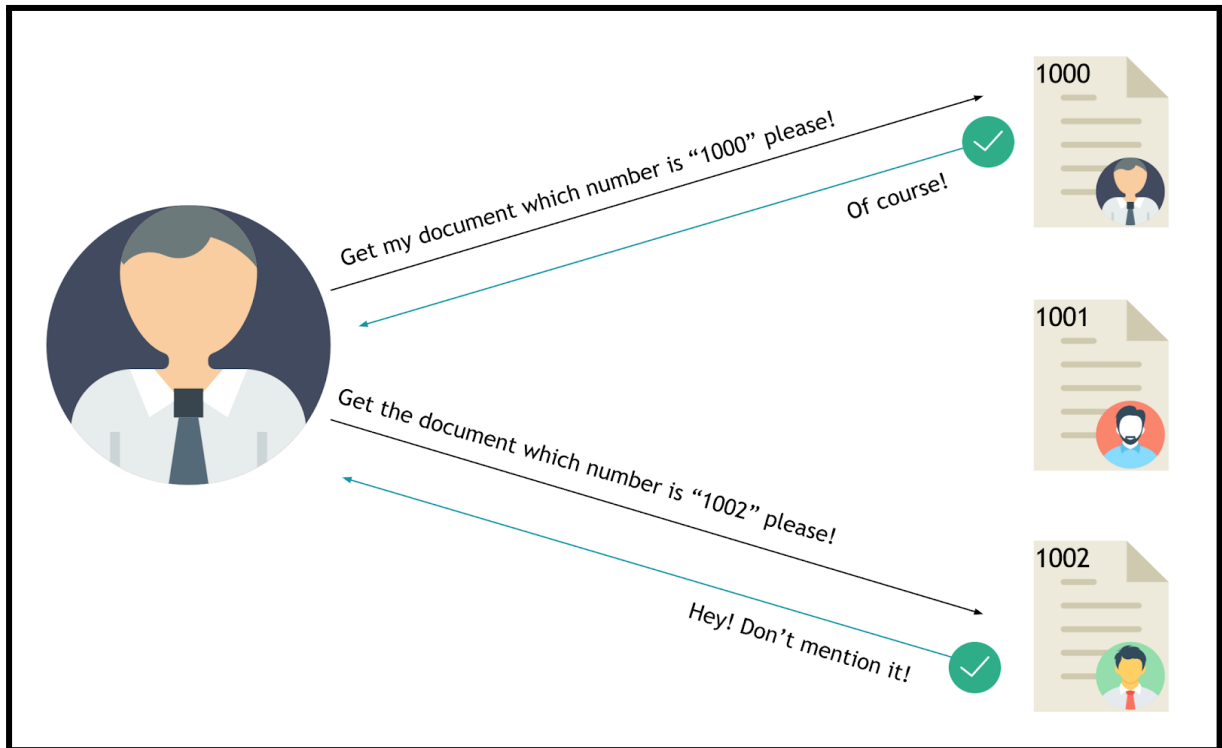 1000
Get my document which number is “1000” please!
Of course!
1001
Get the document which number is “1002” please!
1002
Hey! Don’t mention it!